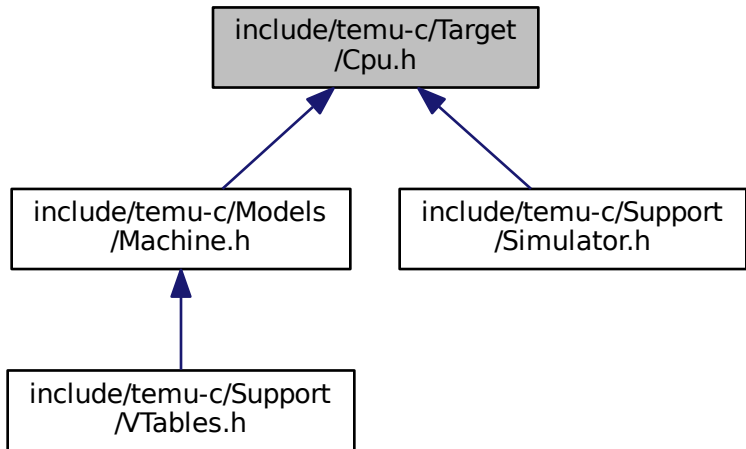 include/temu-c/Target
/Cpu.h
include/temu-c/Models
/Machine.h
include/temu-c/Support
/Simulator.h
include/temu-c/Support
/VTables.h